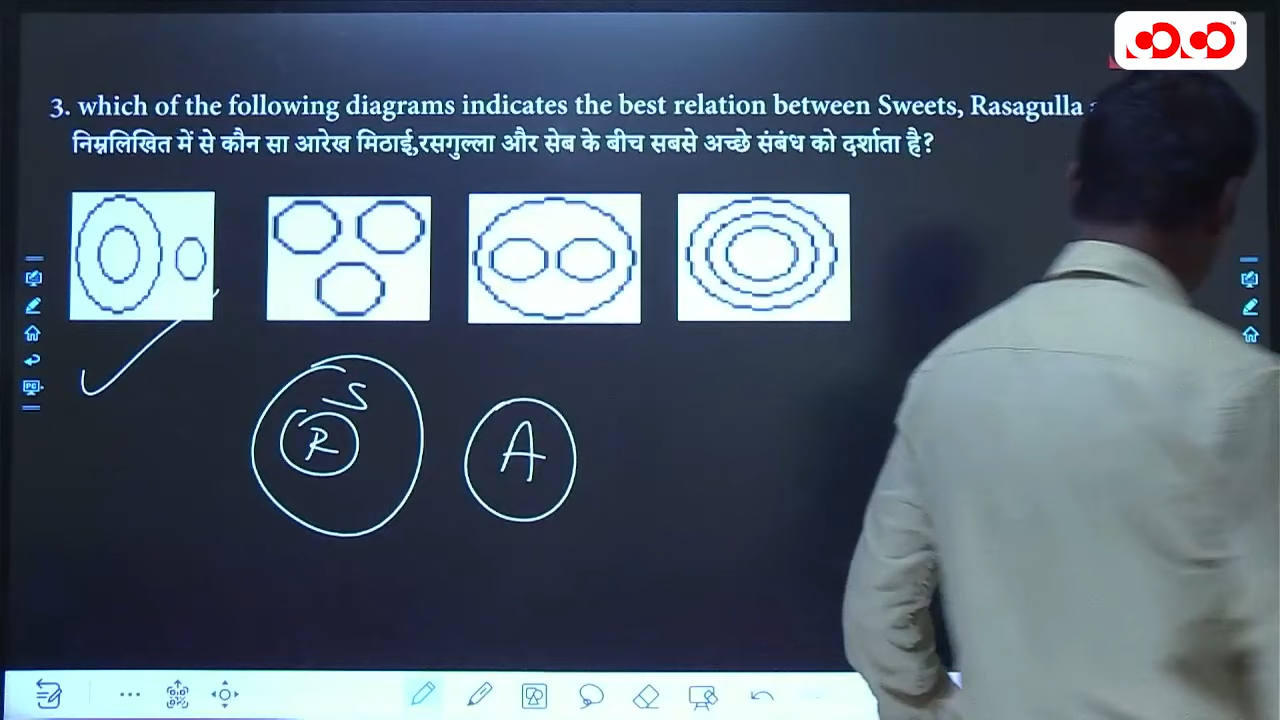 3. which of the following diagrams indicates the best relation between Sweets, Rasagulla
निम्नलिखित में से कौन सा आरेख मिठाई,रसगुल्ला और सेब के बीच सबसे अच्छे संबंध को दर्शाता है?
S
R
A